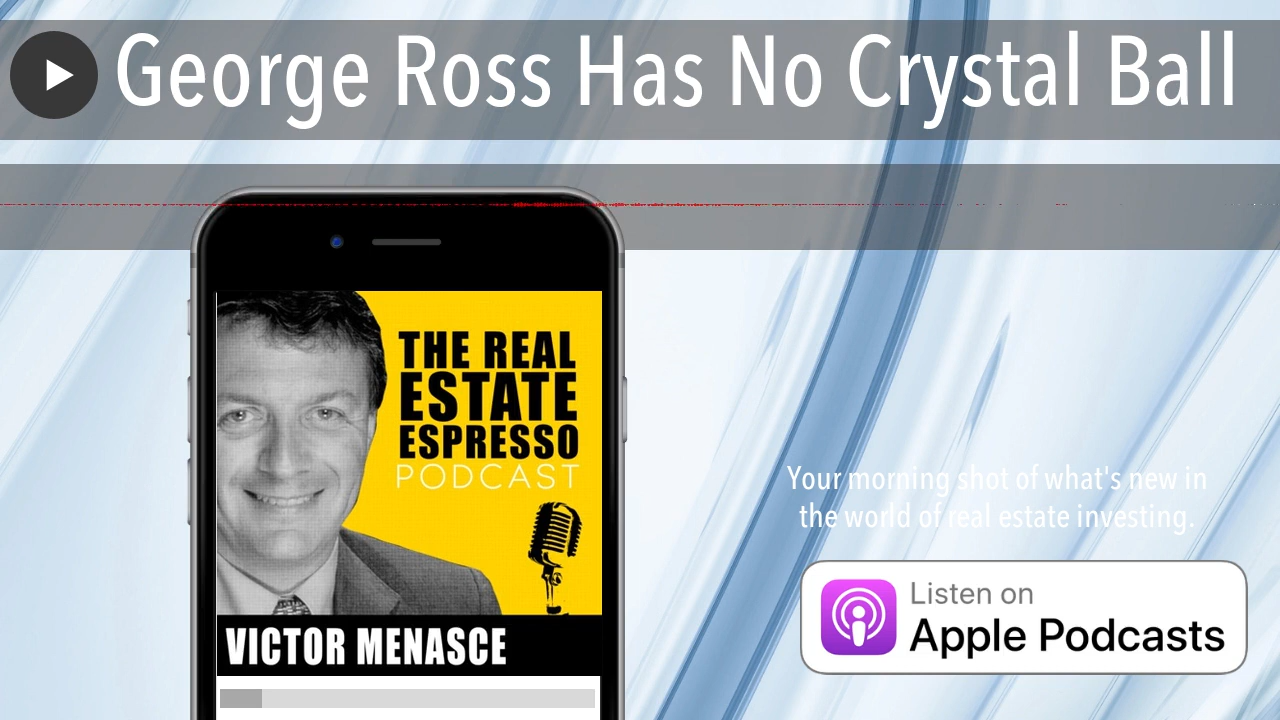 George Ross Has No Crystal Ball
THE REAL
ESTATE
ESPRESSO
PODCAST
VICTOR MENASCE
Your morning shot of what's new in
the world of real estate investing.
Listen on
Apple Podcasts